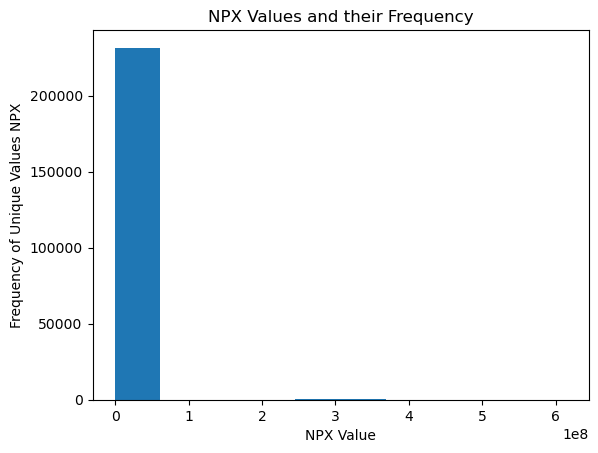 NPX Values and their Frequency
Frequency of Unique Values NPX
200000
150000
100000
50000
0
0 1 2 3 4 5 6
1e8
NPX Value